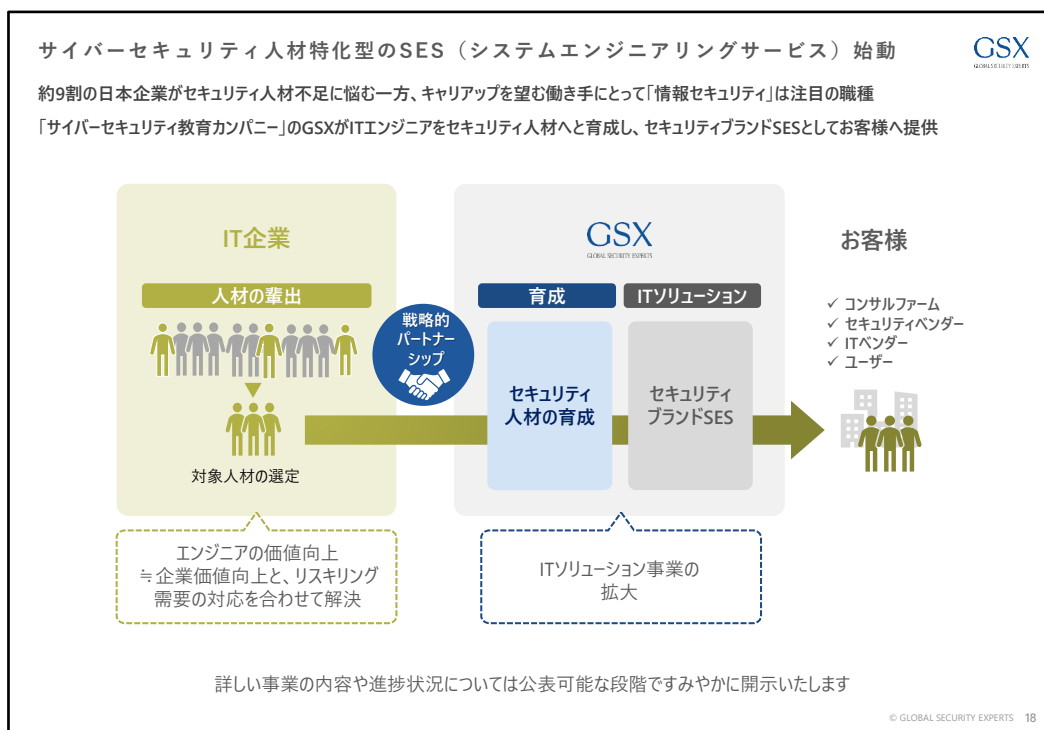 サイバーセキュリティ人材特化型のSES（システムエンジニアリングサービス）始動
GSX
GLOBAL SECURITY EXPERTS
約9割の日本企業がセキュリティ人材不足に悩む一方、キャリアップを望む働き手にとって「情報セキュリティ」は注目の職種
「サイバーセキュリティ教育カンパニー」のGSXがITエンジニアをセキュリティ人材へと育成し、セキュリティブランドSESとしてお客様へ提供
IT企業
人材の輩出
対象人材の選定
戦略的
パートナー
シップ
GSX
GLOBAL SECURITY EXPERTS
育成
ITソリューション
セキュリティ
人材の育成
セキュリティ
ブランドSES
お客様
✓ コンサルファーム
✓ セキュリティベンダー
✓ ITベンダー
✓ ユーザー
エンジニアの価値向上
≒企業価値向上と、リスキリング
需要の対応を合わせて解決
ITソリューション事業の
拡大
詳しい事業の内容や進捗状況については公表可能な段階ですみやかに開示いたします
© GLOBAL SECURITY EXPERTS 18